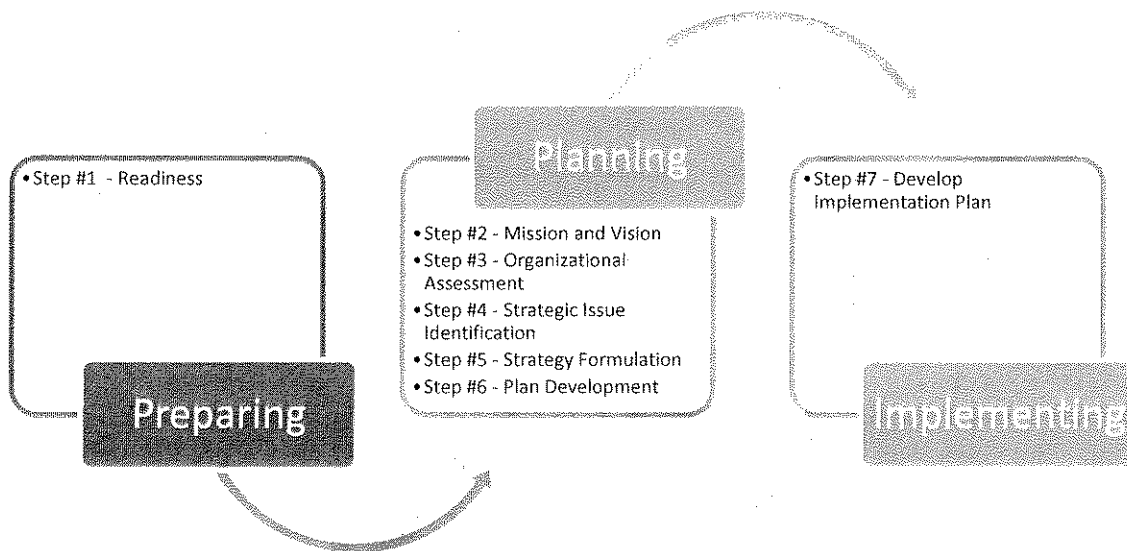 • Step #1 - Readiness
Preparing
Planning
• Step #2 - Mission and Vision
• Step #3 - Organizational
Assessment
• Step #4 - Strategic Issue
Identification
• Step #5 - Strategy Formulation
• Step #6 - Plan Development
• Step #7 - Develop
Implementation Plan
Implementing